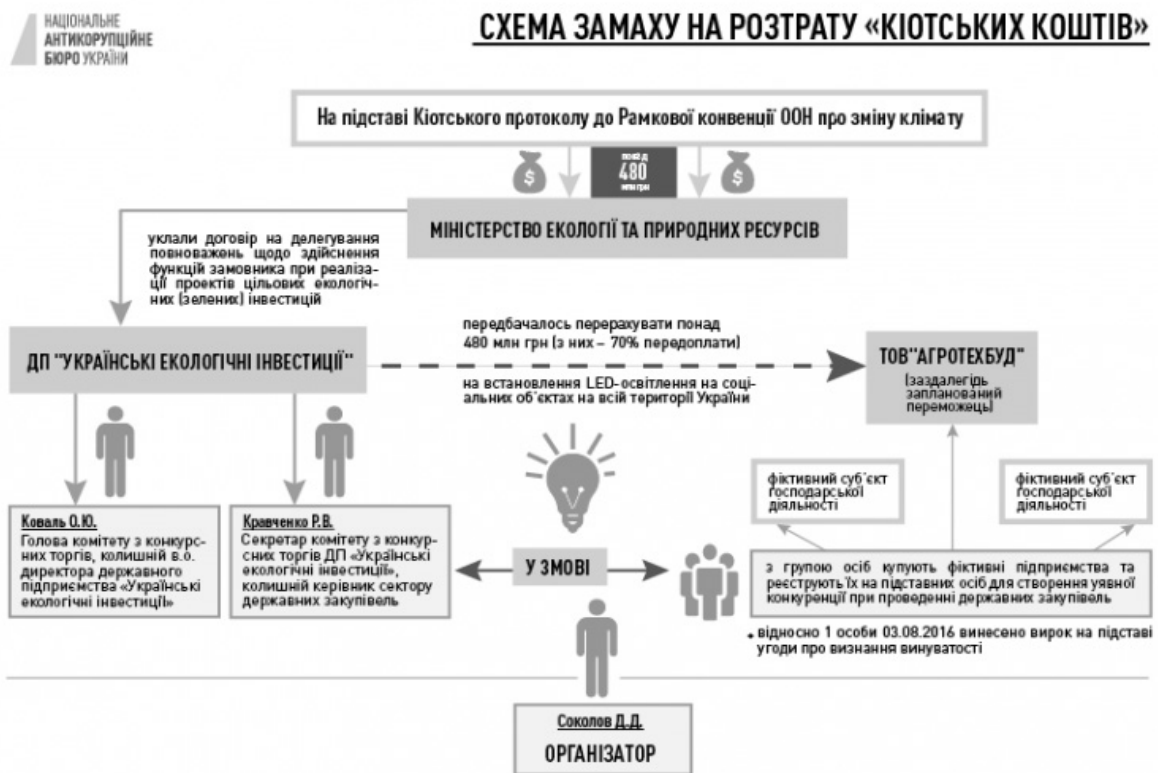 НАЦІОНАЛЬНЕ
АНТИКОРУПЦІЙНЕ
БЮРО УКРАЇНИ
СХЕМА ЗАМАХУ НА РОЗТРАТУ «КІОТСЬКИХ КОШТІВ»
На підставі Кіотського протоколу до Рамкової конвенції ООН про зміну клімату
понад
480
млн грн
$
$
МІНІСТЕРСТВО ЕКОЛОГІЇ ТА ПРИРОДНИХ РЕСУРСІВ
уклали договір на делегування
повноважень щодо здійснення
функцій замовника при реаліза-
ції проектів цільових екологіч-
них (зелених) інвестицій
ДП "УКРАЇНСЬКІ ЕКОЛОГІЧНІ ІНВЕСТИЦІЇ"
передбачалось перерахувати понад
480 млн грн (з них – 70% передоплати)
на встановлення LED-освітлення на соці-
альних об'єктах на всій території України
ТОВ"АГРОТЕХБУД"
(заздалегідь
запланований
переможець)
Коваль О.Ю.
Голова комітету з конкурс-
них торгів, колишній в.о.
директора державного
підприємства «Українські
екологічні інвестиції»
Кравченко Р.В.
Секретар комітету з конкур-
сних торгів ДП «Українські
екологічні інвестиції»,
колишній керівник сектору
державних закупівель
У ЗМОВІ
фіктивний суб'єкт
господарської
діяльності
фіктивний суб'єкт
господарської
діяльності
з групою осіб купують фіктивні підприємства та
реєструють їх на підставних осіб для створення уявної
конкуренції при проведенні державних закупівель
• відносно 1 особи 03.08.2016 винесено вирок на підставі
угоди про визнання винуватості
Соколов Д.Д.
ОРГАНІЗАТОР